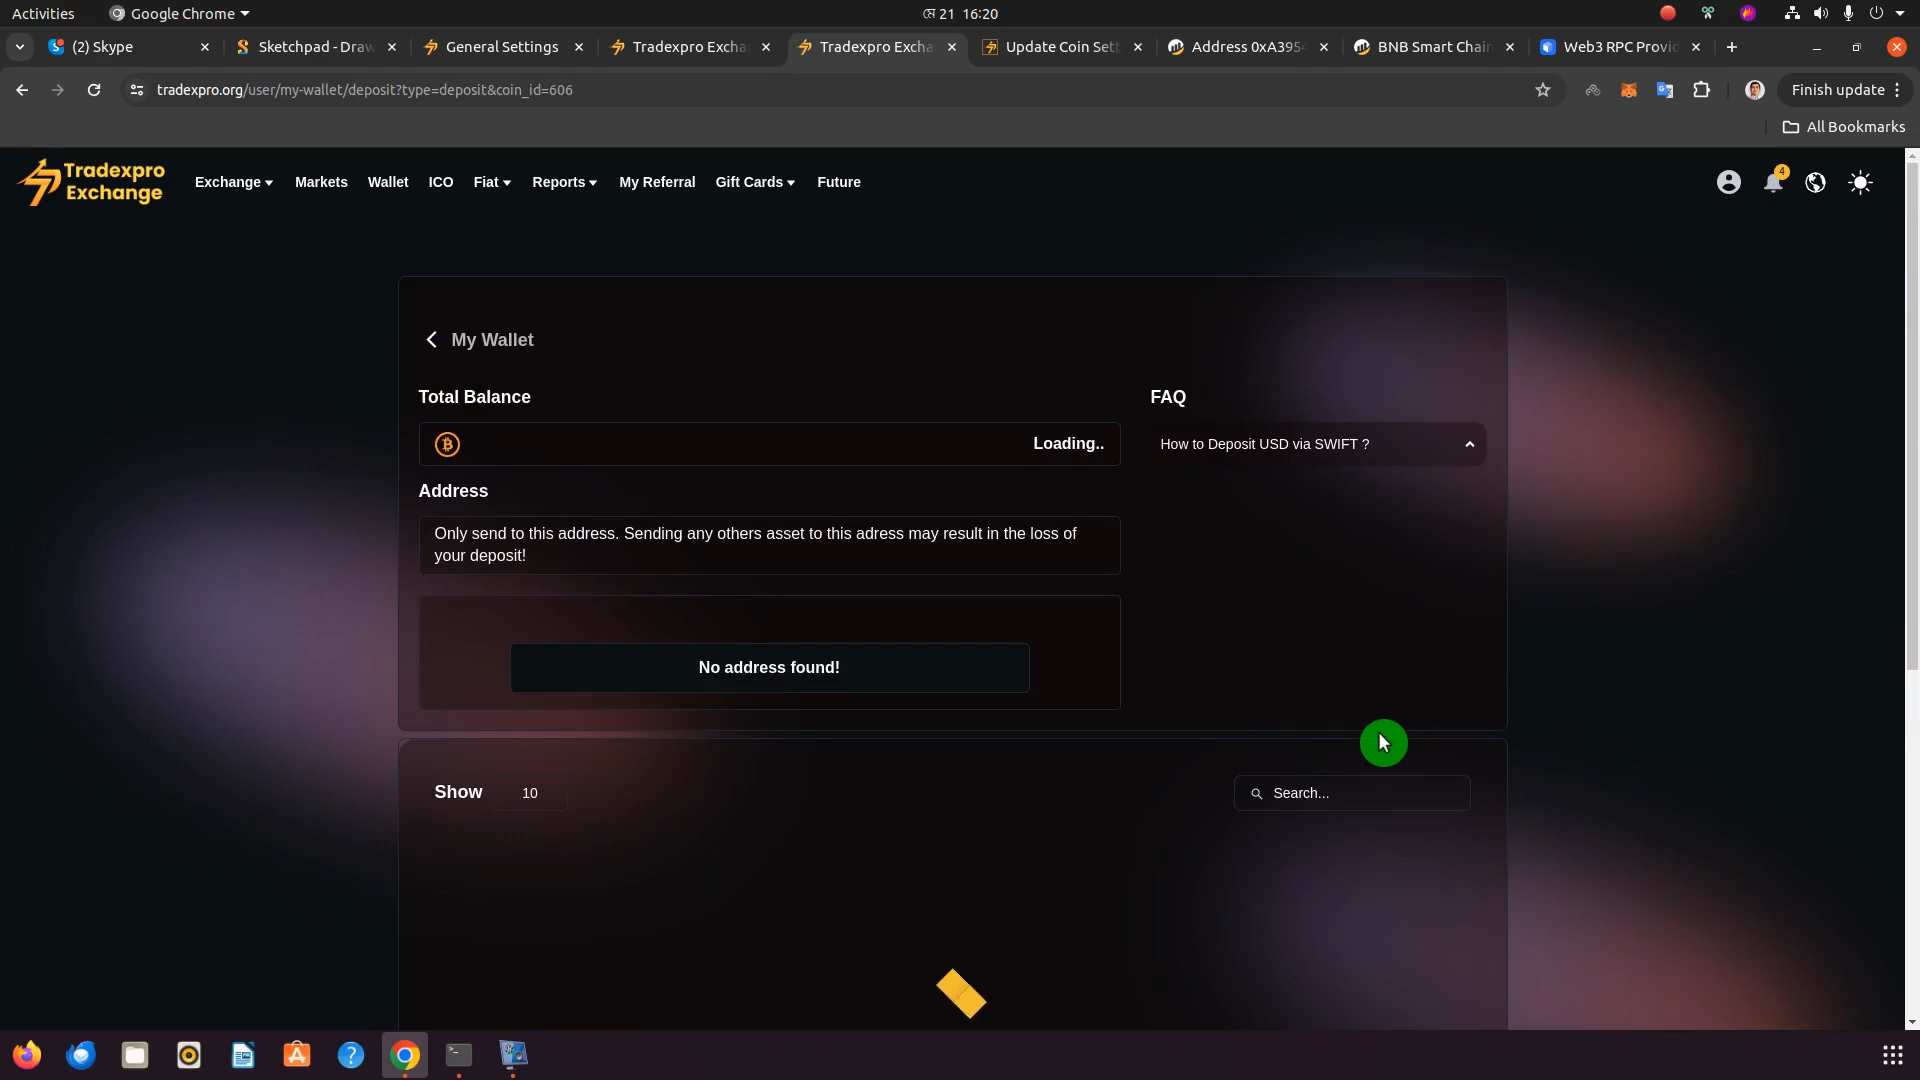 Activities
Google Chrome
মে 21 16:20
(2) Skype
Sketchpad - Draw
General Settings
Tradexpro Excha
Tradexpro Excha
Update Coin Sett
Address 0xA3954
BNB Smart Chain
Web3 RPC Provid
tradexpro.org/user/my-wallet/deposit?type=deposit&coin_id=606
Finish update
All Bookmarks
Tradexpro
Exchange
Exchange
Markets
Wallet
ICO
Fiat
Reports
My Referral
Gift Cards
Future
4
My Wallet
Total Balance
Loading..
Address
Only send to this address. Sending any others asset to this adress may result in the loss of
your deposit!
No address found!
FAQ
How to Deposit USD via SWIFT ?
Show
10
Search...